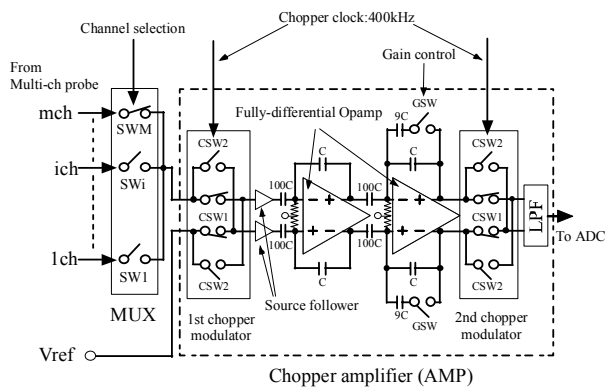 Channel selection
Chopper clock:400kHz
From
Multi-ch probe
Gain control
mch
SWM
ich
SWi
1ch
SW1
MUX
Vref
CSW2
CSW1
CSW2
1st chopper
modulator
Fully-differential Opamp
Source follower
100C
100C
C
C
- +
+ -
100C
100C
9C
GSW
C
C
9C
GSW
- +
+ -
CSW2
CSW1
CSW2
2nd chopper
modulator
LPF
To ADC
Chopper amplifier (AMP)